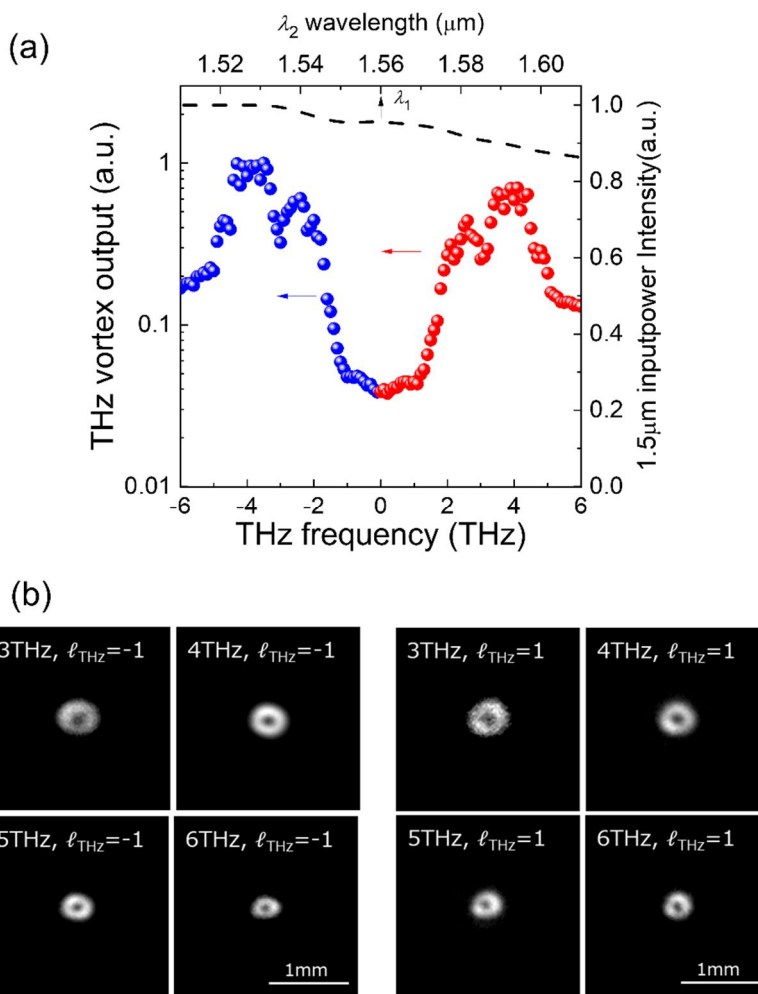 (a)
λ₂ wavelength (μm)
1.52 1.54 1.56 1.58 1.60
λ₁
THz vortex output (a.u.)
1
0.1
0.01
1.5μm inputpower Intensity(a.u.)
1.0
0.8
0.6
0.4
0.2
0.0
-6 -4 -2 0 2 4 6
THz frequency (THz)
(b)
3THz, ℓTHz=-1
4THz, ℓTHz=-1
3THz, ℓTHz=1
4THz, ℓTHz=1
5THz, ℓTHz=-1
6THz, ℓTHz=-1
5THz, ℓTHz=1
6THz, ℓTHz=1
1mm
1mm